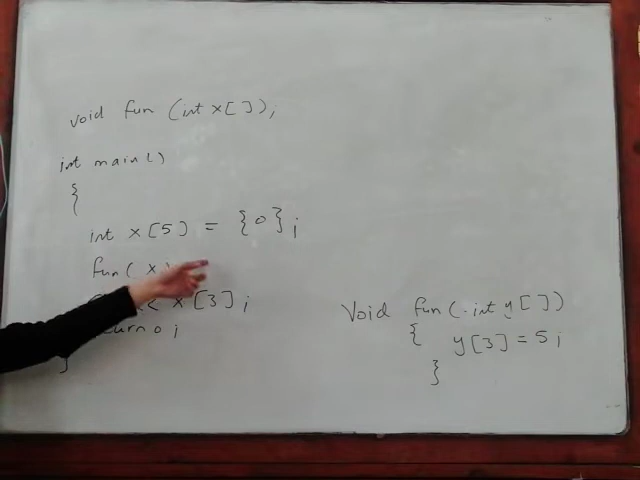 void fun (int x[ ]);
int main()
{
int x[5] = {0};
fun( x
x[3];
urn 0;
}
Void fun(int y[ ])
{ y[3] = 5;
}